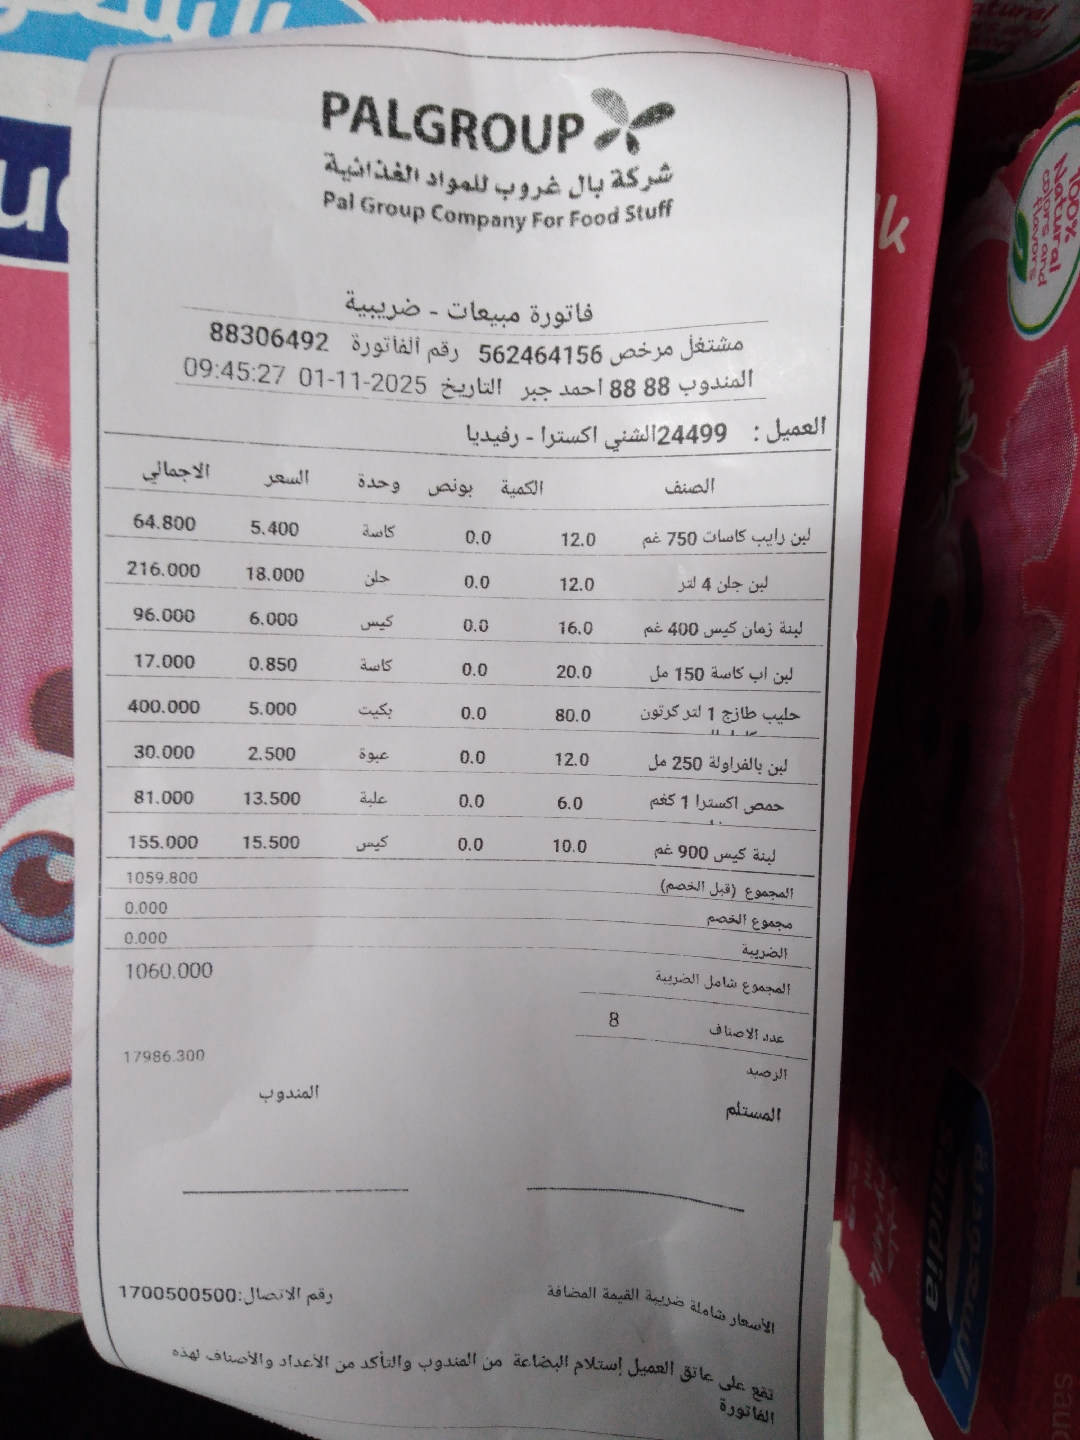 PALGROUP
شركة بال غروب للمواد الغذائية
Pal Group Company For Food Stuff
فاتورة مبيعات - ضريبية
مشتغل مرخص 562464156 رقم الفاتورة 88306492
المندوب 88 88 احمد جبر التاريخ 2025-11-01 09:45:27
العميل : 24499الشني اكسترا - رفيديا
الصنف الكمية بونص وحدة السعر الاجمالي
لبن رايب كاسات 750 غم 12.0 0.0 كاسة 5.400 64.800
لبن جلن 4 لتر 12.0 0.0 جلن 18.000 216.000
لبنة زمان كيس 400 غم 16.0 0.0 كيس 6.000 96.000
لبن اب كاسة 150 مل 20.0 0.0 كاسة 0.850 17.000
حليب طازج 1 لتر كرتون 80.0 0.0 بكيت 5.000 400.000
لبن بالفراولة 250 مل 12.0 0.0 عبوة 2.500 30.000
حمص اكسترا 1 كغم 6.0 0.0 علبة 13.500 81.000
لبنة كيس 900 غم 10.0 0.0 كيس 15.500 155.000
المجموع (قبل الخصم) 1059.800
مجموع الخصم 0.000
الضريبة 0.000
المجموع شامل الضريبة 1060.000
عدد الاصناف 8
الرصيد 17986.300
المستلم المندوب
الأسعار شاملة ضريبة القيمة المضافة رقم الاتصال:1700500500
تقع على عاتق العميل إستلام البضاعة من المندوب والتأكد من الأعداد والأصناف لهذه
الفاتورة
100%
Natural
colors and
flavors
السعودية
saudia